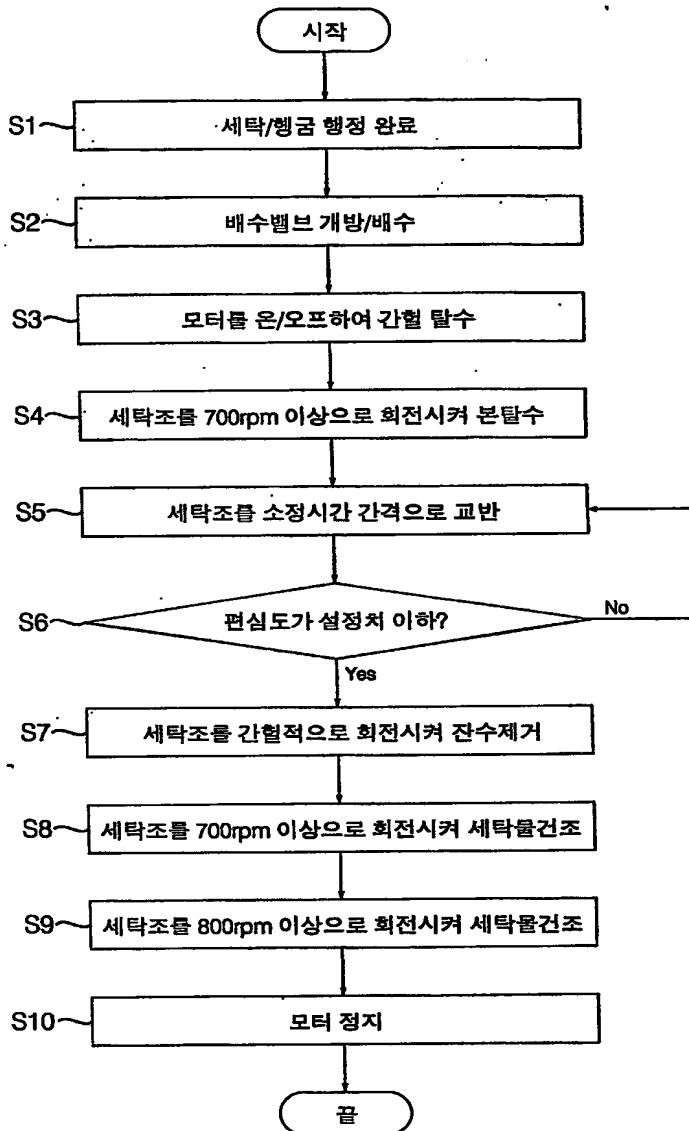 시작
S1 세탁/헹굼 행정 완료
S2 배수밸브 개방/배수
S3 모터를 온/오프하여 간헐 탈수
S4 세탁조를 700rpm 이상으로 회전시켜 본탈수
S5 세탁조를 소정시간 간격으로 교반
S6 편심도가 설정치 이하? No
Yes
S7 세탁조를 간헐적으로 회전시켜 잔수제거
S8 세탁조를 700rpm 이상으로 회전시켜 세탁물건조
S9 세탁조를 800rpm 이상으로 회전시켜 세탁물건조
S10 모터 정지
끝